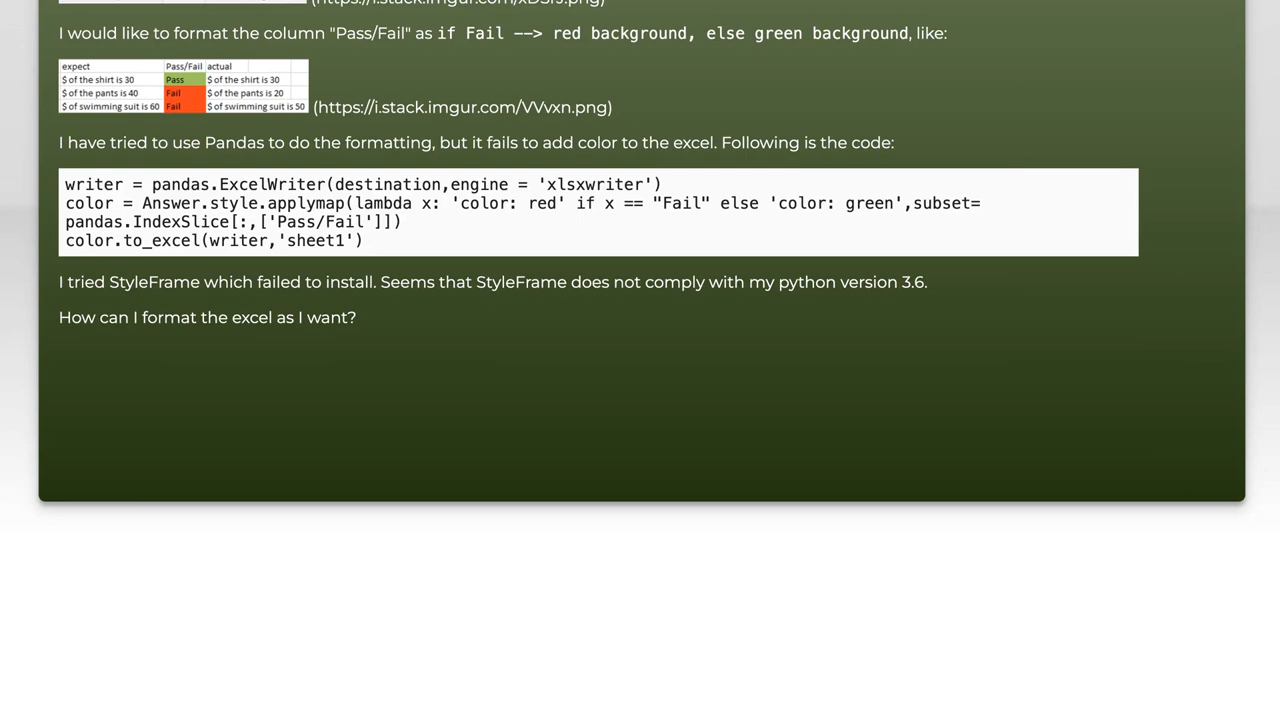 I would like to format the column "Pass/Fail" as if Fail --> red background, else green background, like:
expect Pass/Fail actual
$ of the shirt is 30 Pass $ of the shirt is 30
$ of the pants is 40 Fail $ of the pants is 20
$ of swimming suit is 60 Fail $ of swimming suit is 50
(https://i.stack.imgur.com/VVvxn.png)
I have tried to use Pandas to do the formatting, but it fails to add color to the excel. Following is the code:
writer = pandas.ExcelWriter(destination,engine = 'xlsxwriter')
color = Answer.style.applymap(lambda x: 'color: red' if x == "Fail" else 'color: green',subset=
pandas.IndexSlice[:,['Pass/Fail']])
color.to_excel(writer,'sheet1')
I tried StyleFrame which failed to install. Seems that StyleFrame does not comply with my python version 3.6.
How can I format the excel as I want?